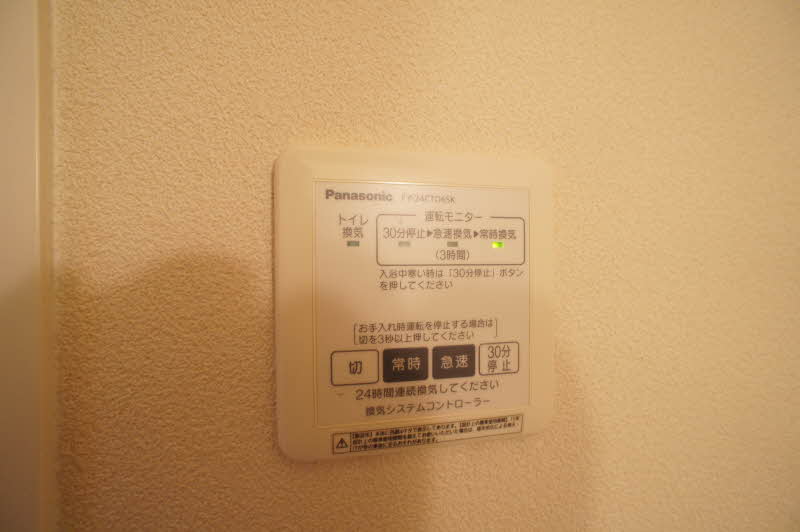 Panasonic FY-24CTD6SK
トイレ
換気
運転モニター
30分停止▶急速換気▶常時換気
(3時間)
入浴中寒い時は「30分停止」ボタン
を押してください
お手入れ時運転を停止する場合は
切を3秒以上押してください
切 常時 急速 30分
停止
24時間連続換気してください
換気システムコントローラー